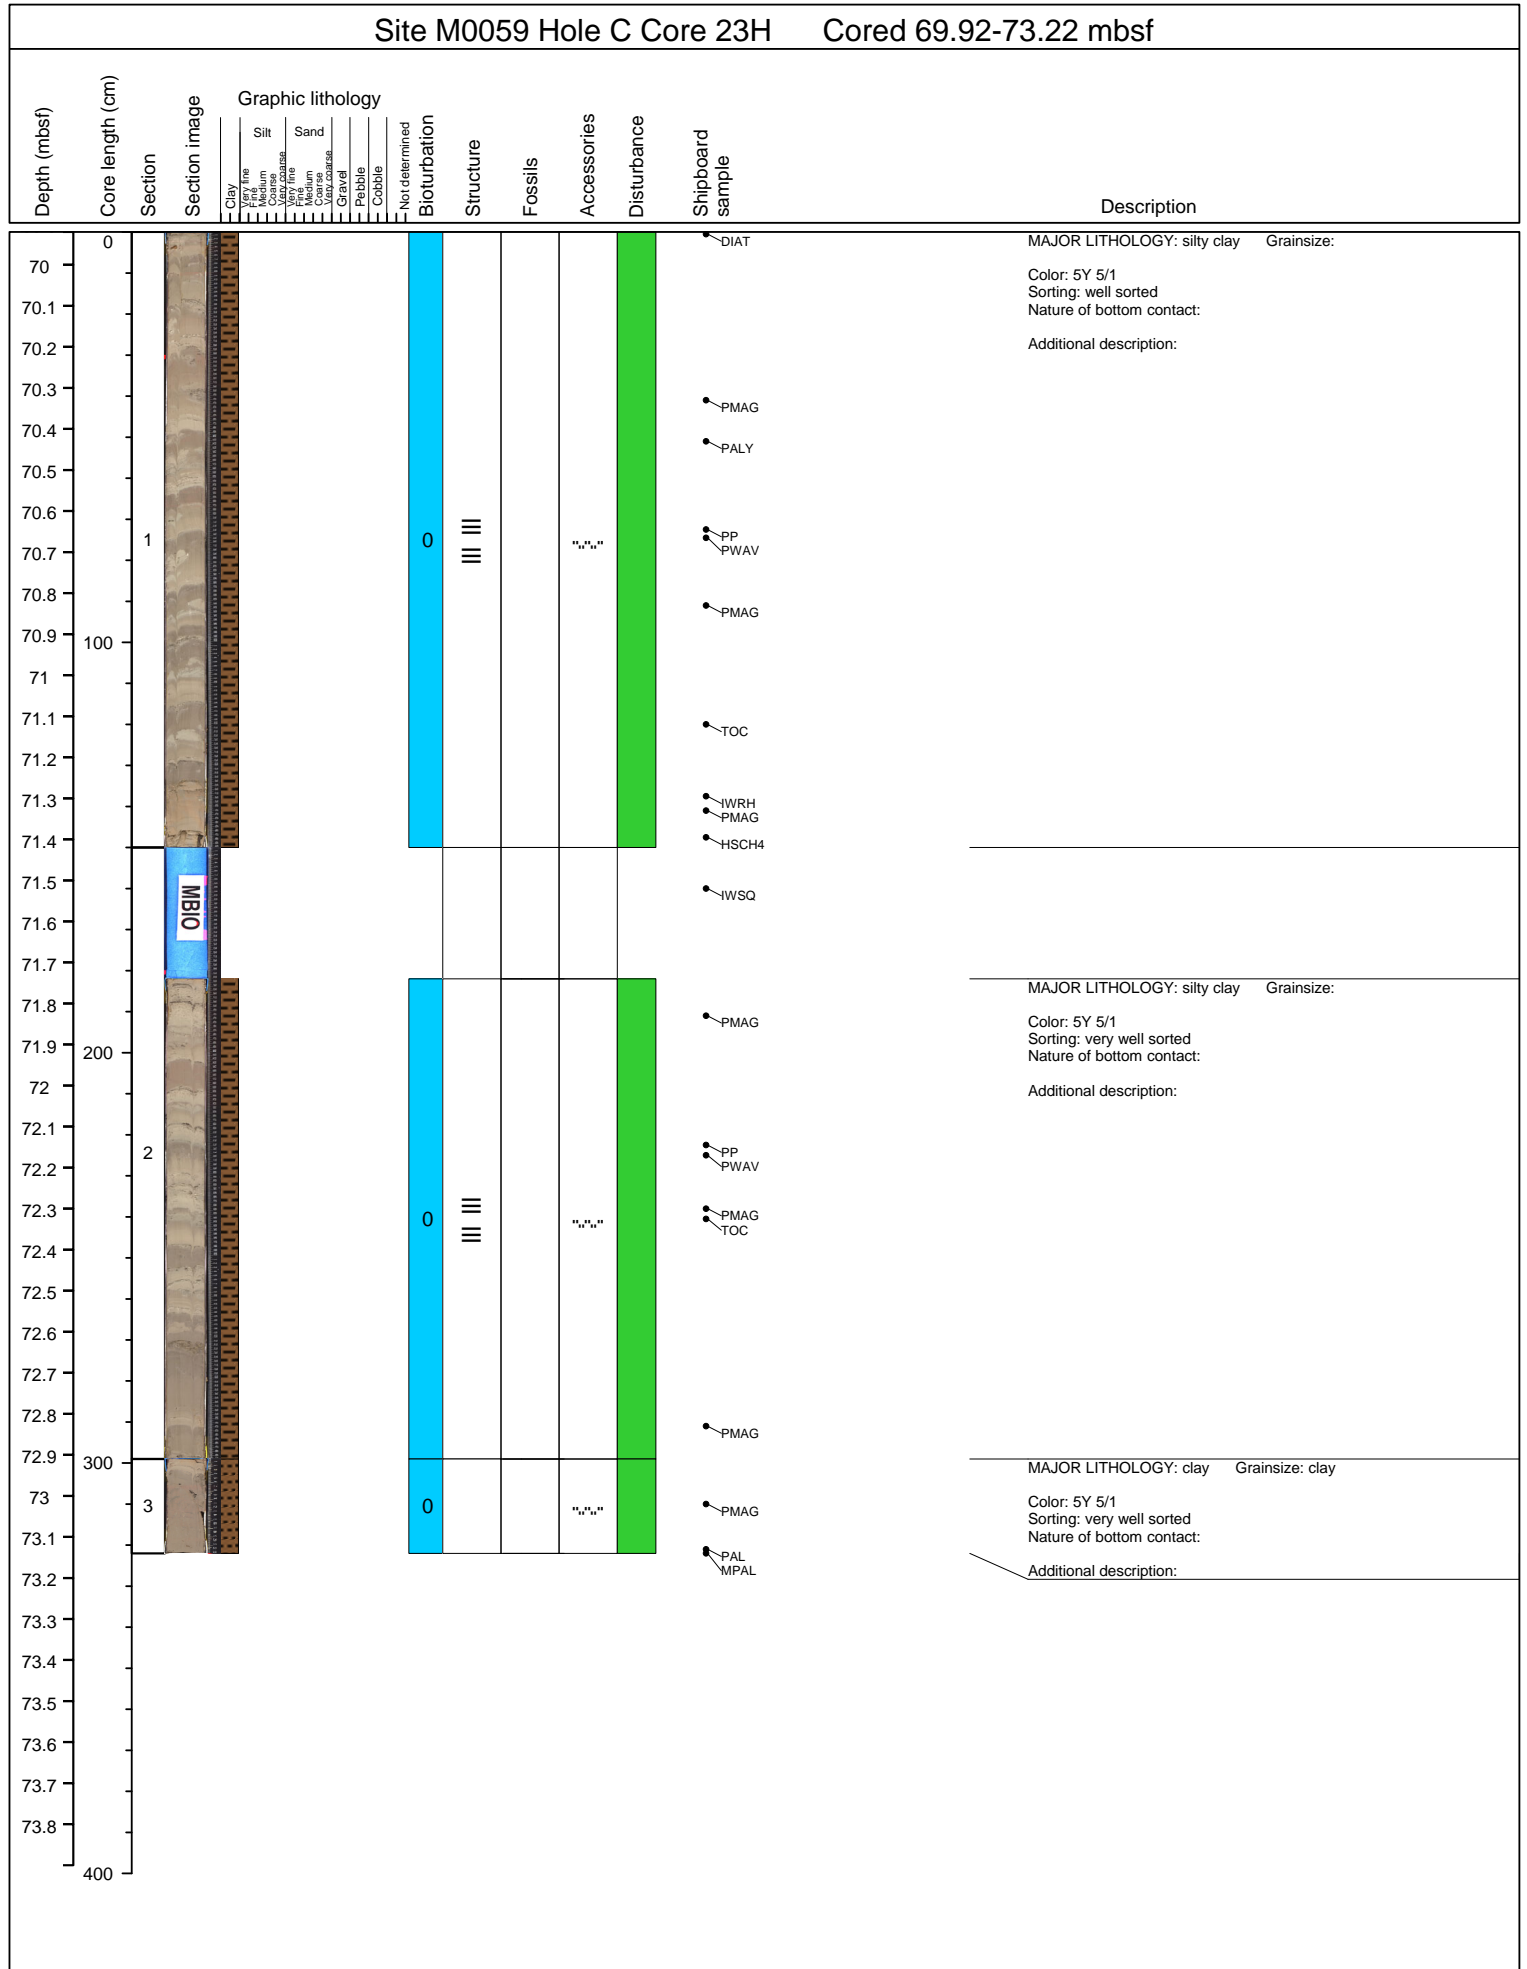 Site M0059 Hole C Core 23H Cored 69.92-73.22 mbsf
Depth (mbsf)
Core length (cm)
Section
Section image
Graphic lithology
Clay
Silt
Very fine
Fine
Medium
Coarse
Very coarse
Sand
Very fine
Fine
Medium
Coarse
Very coarse
Gravel
Pebble
Cobble
Not determined
Bioturbation
Structure
Fossils
Accessories
Disturbance
Shipboard
sample
Description
70
70.1
70.2
70.3
70.4
70.5
70.6
70.7
70.8
70.9
71
71.1
71.2
71.3
71.4
71.5
71.6
71.7
71.8
71.9
72
72.1
72.2
72.3
72.4
72.5
72.6
72.7
72.8
72.9
73
73.1
73.2
73.3
73.4
73.5
73.6
73.7
73.8
0
100
200
300
400
1
2
3
MBIO
0
0
0
DIAT
PMAG
PALY
PP
PWAV
PMAG
TOC
IWRH
PMAG
HSCH4
IWSQ
PMAG
PP
PWAV
PMAG
TOC
PMAG
PMAG
PAL
MPAL
MAJOR LITHOLOGY: silty clay Grainsize:
Color: 5Y 5/1
Sorting: well sorted
Nature of bottom contact:
Additional description:
MAJOR LITHOLOGY: silty clay Grainsize:
Color: 5Y 5/1
Sorting: very well sorted
Nature of bottom contact:
Additional description:
MAJOR LITHOLOGY: clay Grainsize: clay
Color: 5Y 5/1
Sorting: very well sorted
Nature of bottom contact:
Additional description: